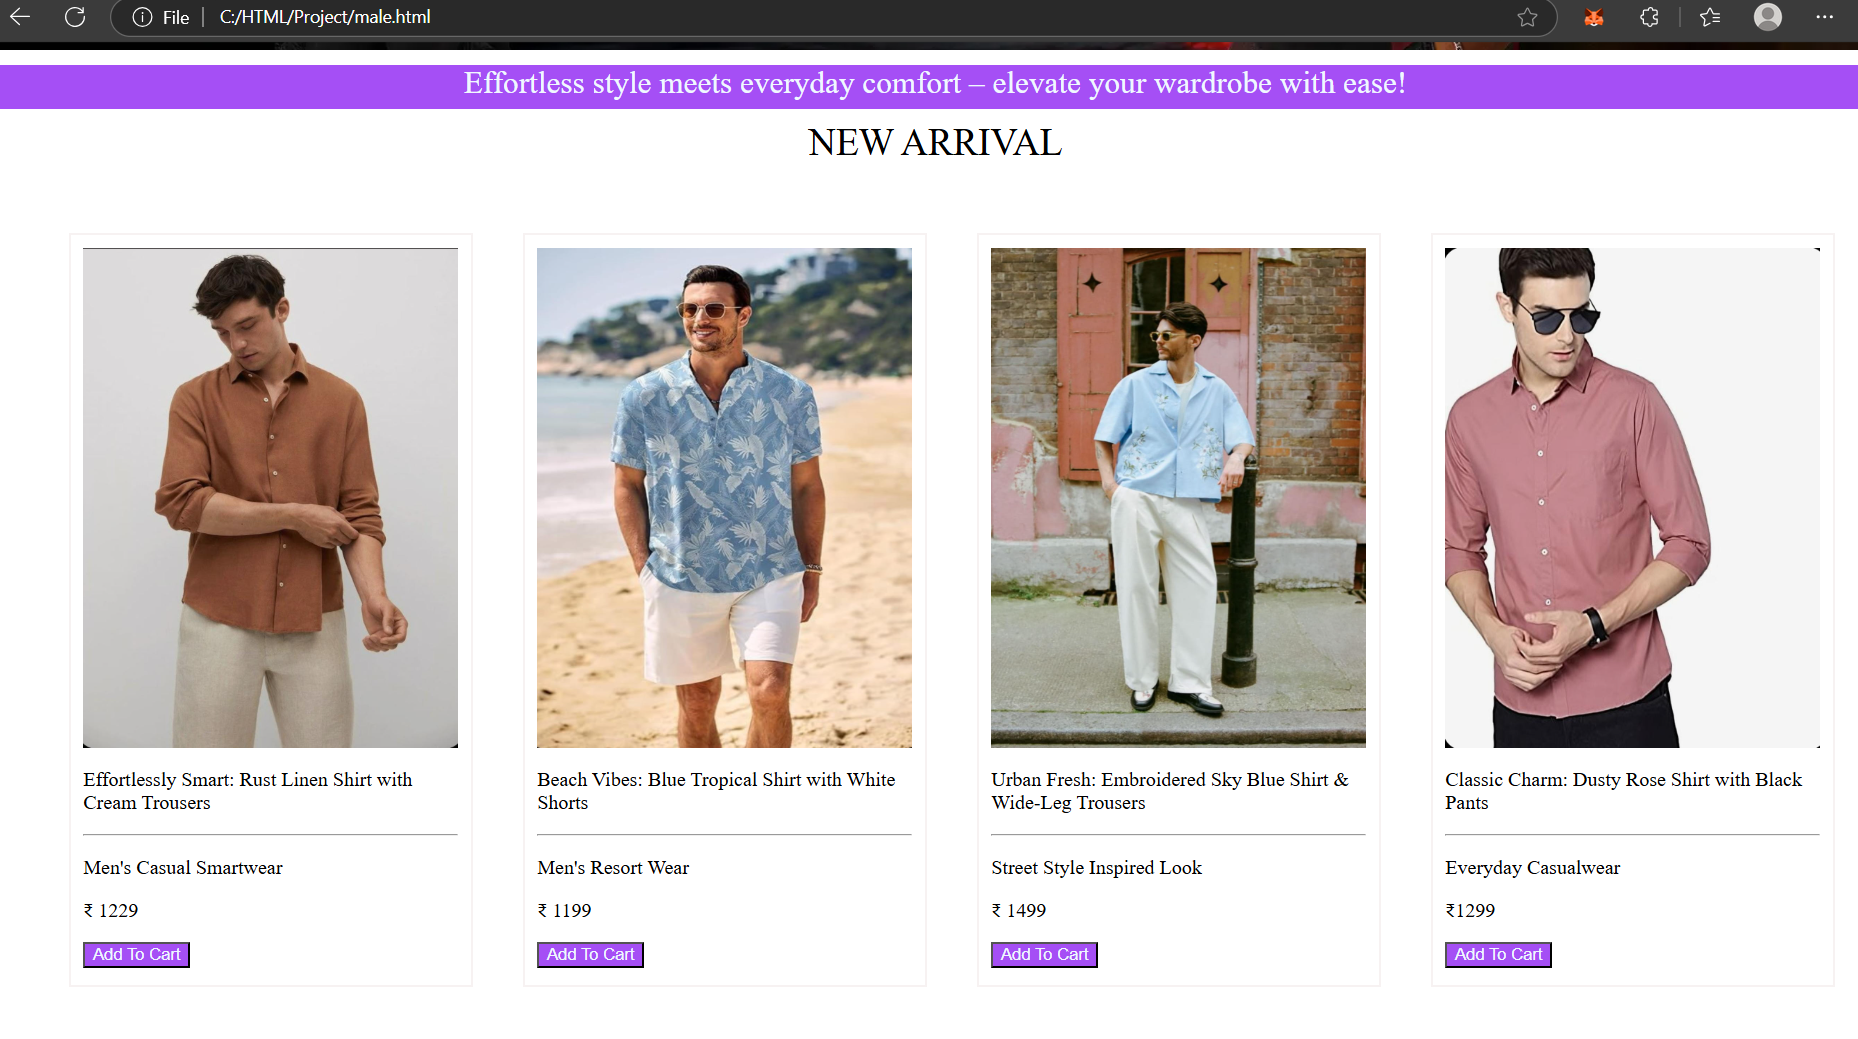 File
C:/HTML/Project/male.html
Effortless style meets everyday comfort – elevate your wardrobe with ease!
NEW ARRIVAL
Effortlessly Smart: Rust Linen Shirt with
Cream Trousers
Men's Casual Smartwear
₹ 1229
Add To Cart
Beach Vibes: Blue Tropical Shirt with White
Shorts
Men's Resort Wear
₹ 1199
Add To Cart
Urban Fresh: Embroidered Sky Blue Shirt &
Wide-Leg Trousers
Street Style Inspired Look
₹ 1499
Add To Cart
Classic Charm: Dusty Rose Shirt with Black
Pants
Everyday Casualwear
₹1299
Add To Cart